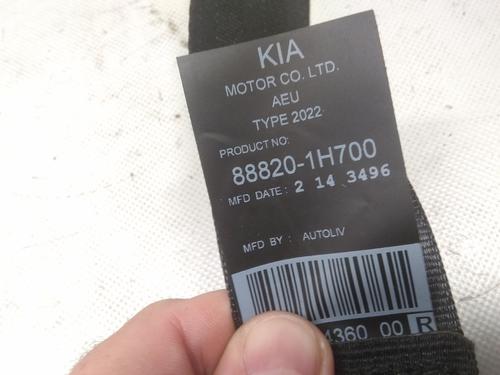 KIA
MOTOR CO. LTD.
AEU
TYPE 2022
PRODUCT NO:
88820-1H700
MFD DATE: 2 14 3496
MFD BY : AUTOLIV
4360 00 R